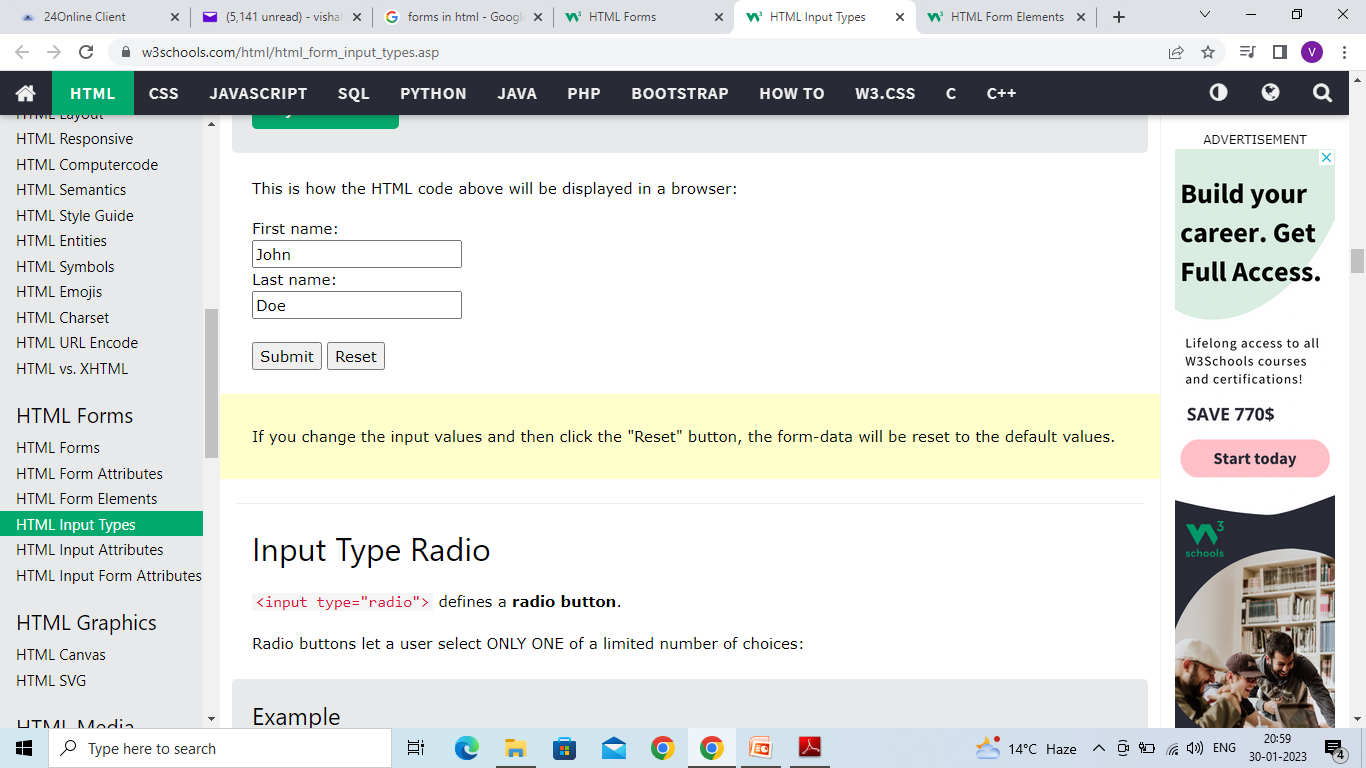 24Online Client
(5,141 unread) - visha
forms in html - Googl
HTML Forms
HTML Input Types
HTML Form Elements
w3schools.com/html/html_form_input_types.asp
V
HTML
CSS
JAVASCRIPT
SQL
PYTHON
JAVA
PHP
BOOTSTRAP
HOW TO
W3.CSS
C
C++
HTML Layout
HTML Responsive
HTML Computercode
HTML Semantics
HTML Style Guide
HTML Entities
HTML Symbols
HTML Emojis
HTML Charset
HTML URL Encode
HTML vs. XHTML
HTML Forms
HTML Forms
HTML Form Attributes
HTML Form Elements
HTML Input Types
HTML Input Attributes
HTML Input Form Attributes
HTML Graphics
HTML Canvas
HTML SVG
HTML Media
This is how the HTML code above will be displayed in a browser:
First name:
John
Last name:
Doe
Submit Reset
If you change the input values and then click the "Reset" button, the form-data will be reset to the default values.
Input Type Radio
<input type="radio"> defines a radio button.
Radio buttons let a user select ONLY ONE of a limited number of choices:
Example
ADVERTISEMENT
Build your
career. Get
Full Access.
Lifelong access to all
W3Schools courses
and certifications!
SAVE 770$
Start today
W3
schools
Type here to search
14°C Haze
ENG
20:59
30-01-2023
4